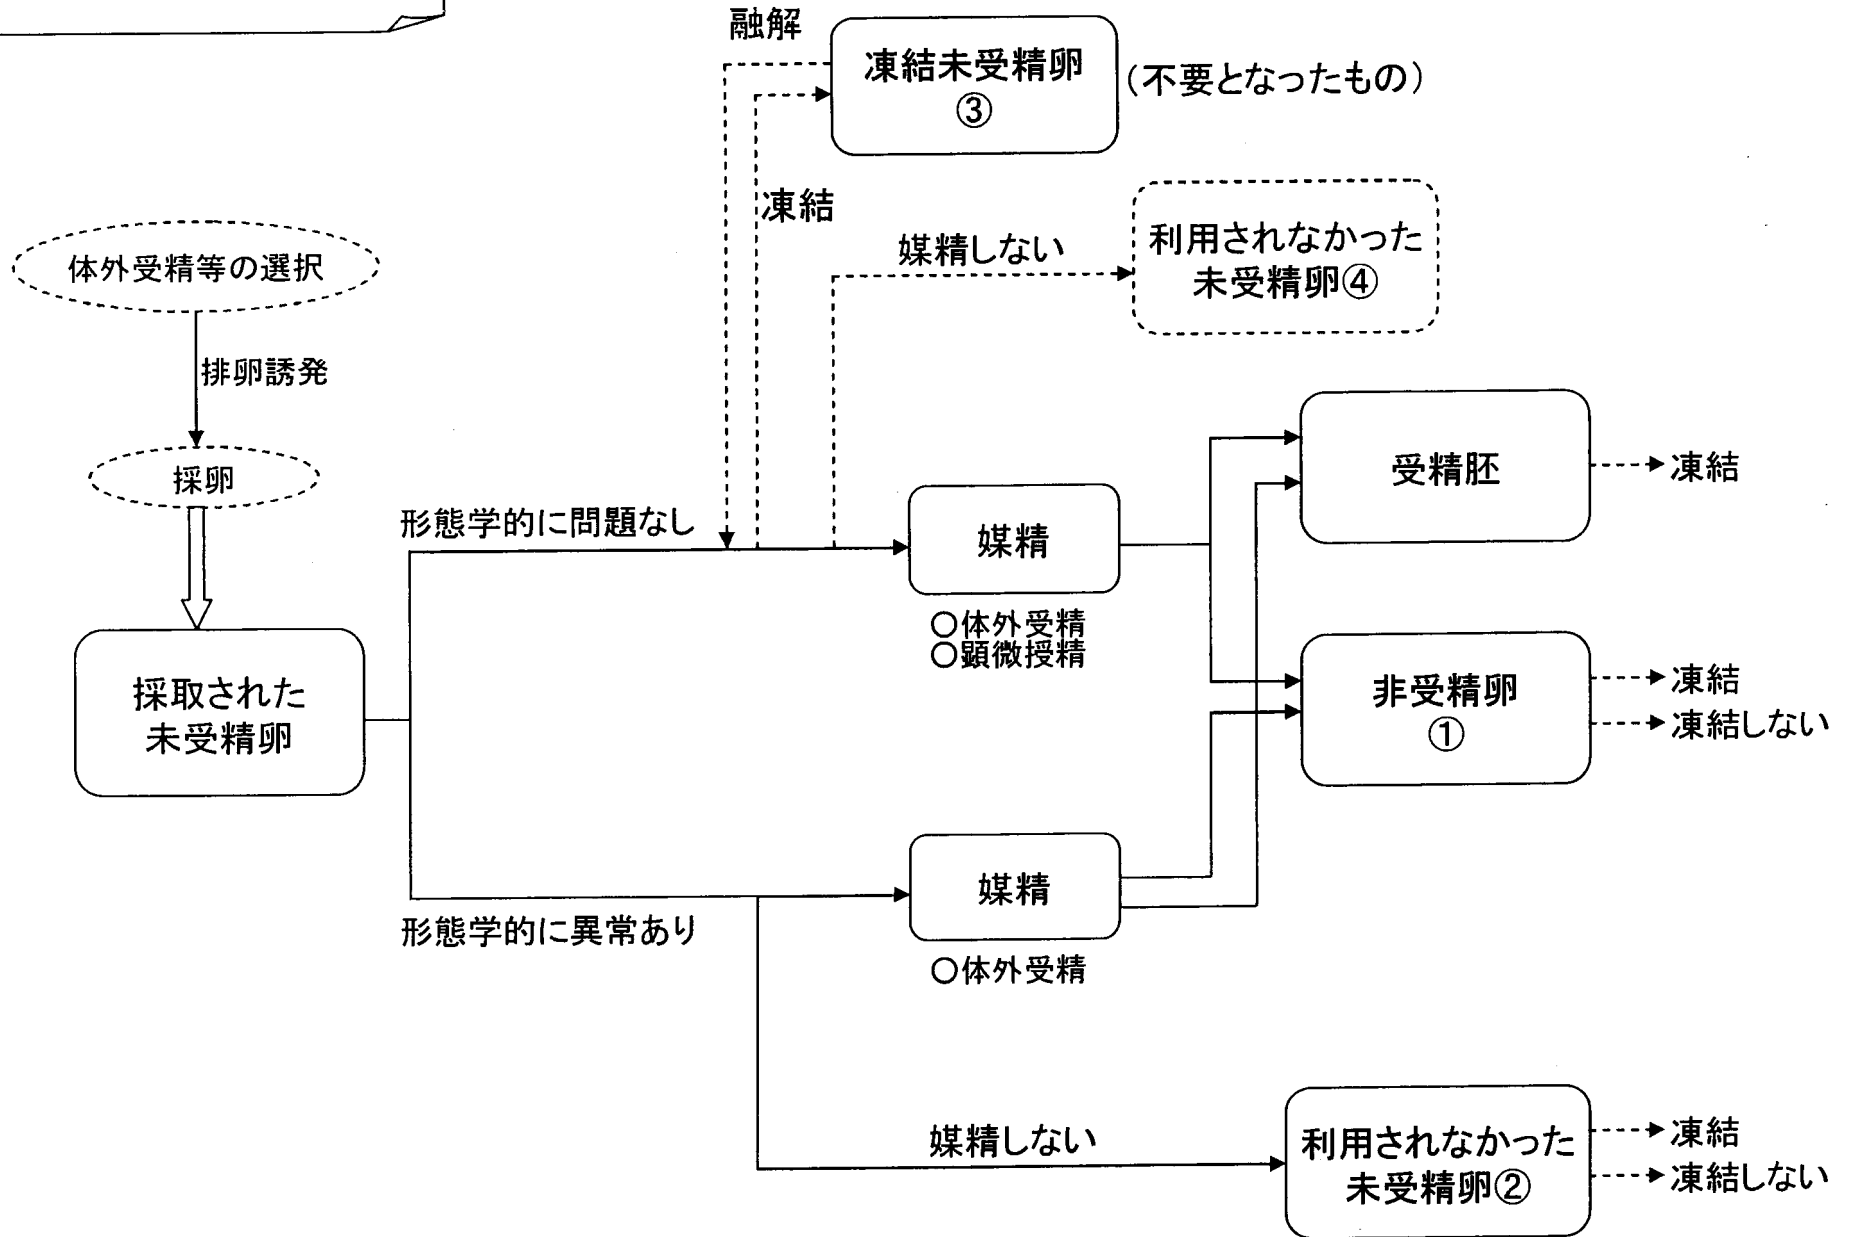 融解
凍結未受精卵
③
（不要となったもの）
凍結
媒精しない
利用されなかった
未受精卵④
体外受精等の選択
排卵誘発
採卵
採取された
未受精卵
形態学的に問題なし
媒精
○体外受精
○顕微授精
受精胚
凍結
非受精卵
①
凍結
凍結しない
形態学的に異常あり
媒精
○体外受精
媒精しない
利用されなかった
未受精卵②
凍結
凍結しない